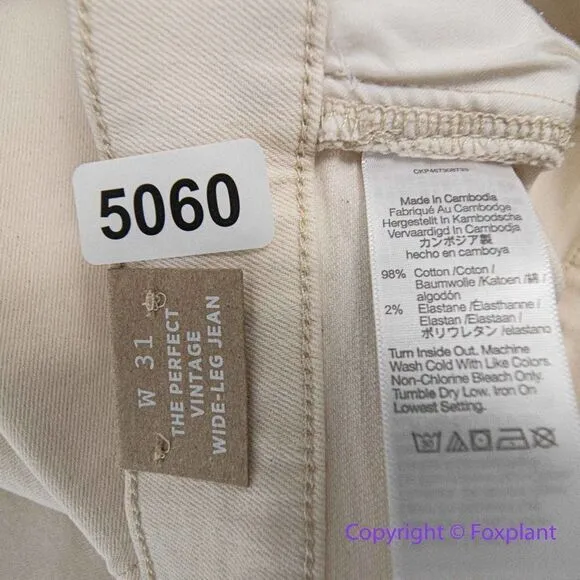 5060
W 31
THE PERFECT
VINTAGE
WIDE-LEG JEAN
Made In Cambodia
Fabriqué Au Cambodge
Hergestellt In Kambodscha
Vervaardigd In Cambodja
カンボジア製
hecho en camboya
98% Cotton /Coton /
Baumwolle /Katoen /綿 /
algodón
2% Elastane /Élasthanne /
Elastan /Elastaan /
ポリウレタン /elastano
Turn Inside Out. Machine
Wash Cold With Like Colors.
Non-Chlorine Bleach Only.
Tumble Dry Low. Iron On
Lowest Setting.
Copyright © Foxplant